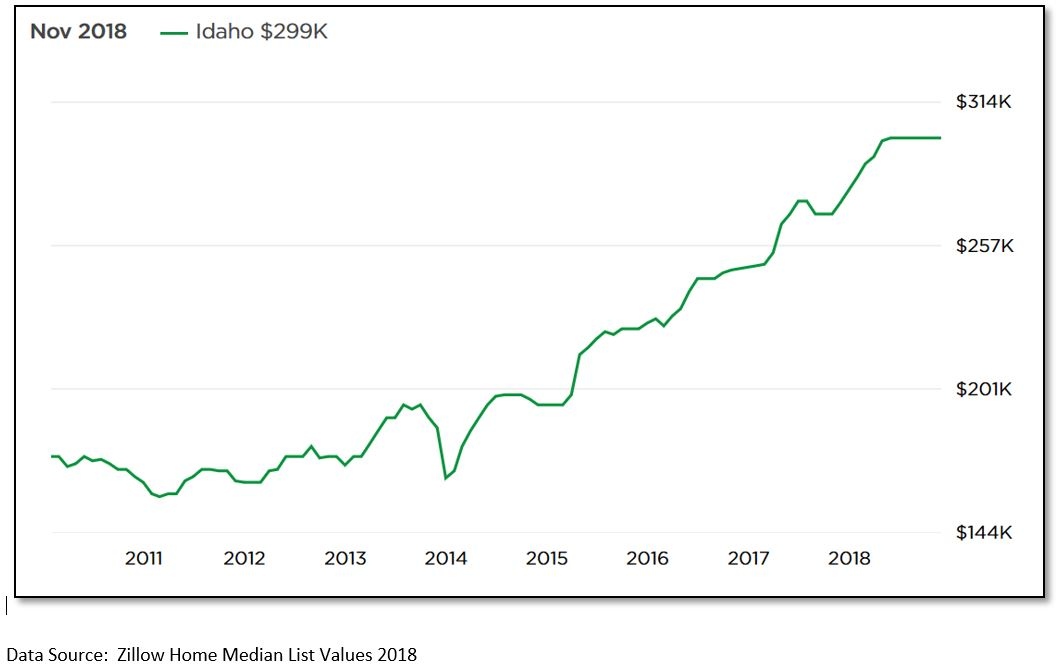 Nov 2018 Idaho $299K
$314K
$257K
$201K
$144K
2011 2012 2013 2014 2015 2016 2017 2018
Data Source: Zillow Home Median List Values 2018